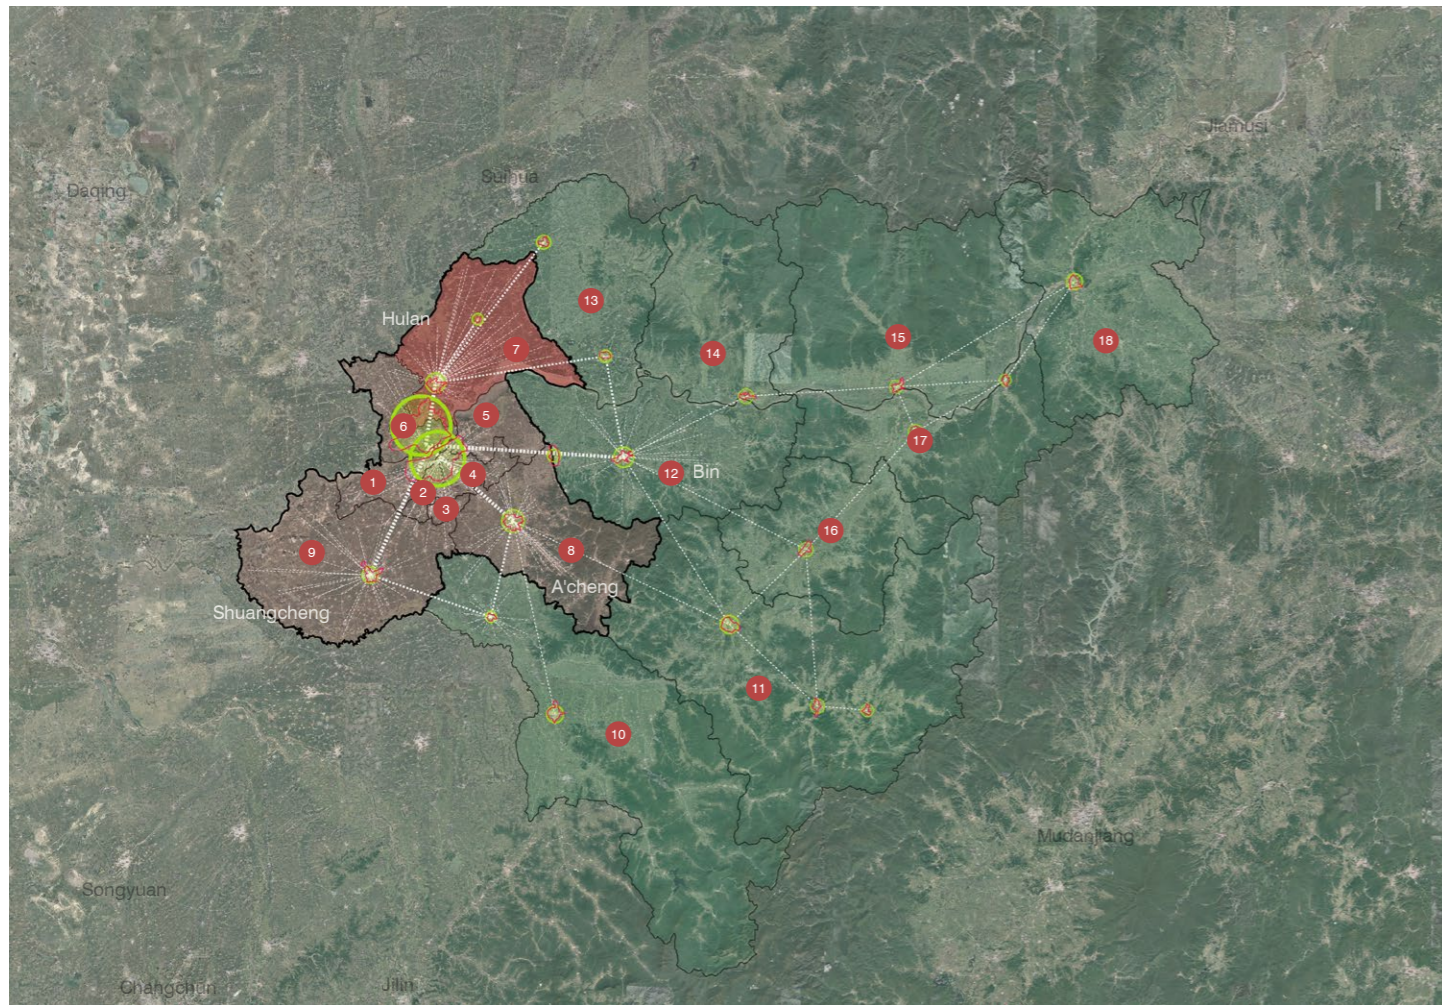 Jiamusi
Suihua
Daqing
13
Hulan
15
18
7
14
5
6
17
4
12
Bin
1
2
3
16
9
8
A'cheng
Shuangcheng
11
10
Mudanjiang
Songyuan
Jilin
Changchun